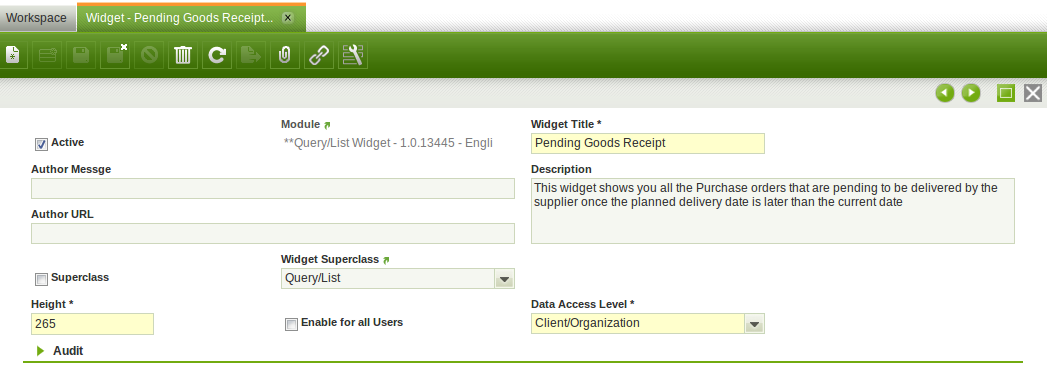 Workspace
Widget - Pending Goods Receipt...
Active
Module
**Query/List Widget - 1.0.13445 - Engli
Widget Title *
Pending Goods Receipt
Author Messge
Description
This widget shows you all the Purchase orders that are pending to be delivered by the
supplier once the planned delivery date is later than the current date
Author URL
Superclass
Widget Superclass
Query/List
Height *
265
Enable for all Users
Data Access Level *
Client/Organization
Audit